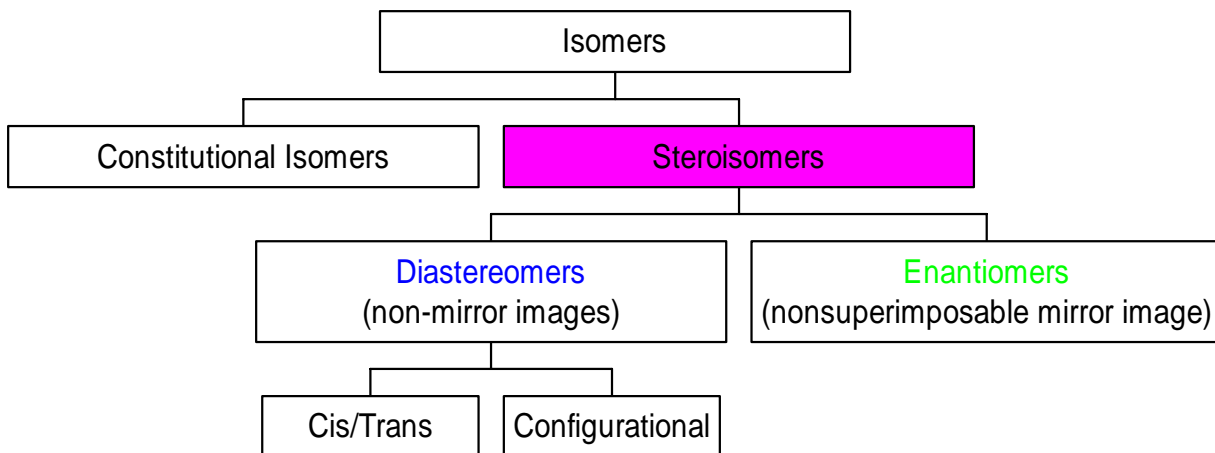 Isomers
Constitutional Isomers
Steroisomers
Diastereomers
(non-mirror images)
Enantiomers
(nonsuperimposable mirror image)
Cis/Trans
Configurational